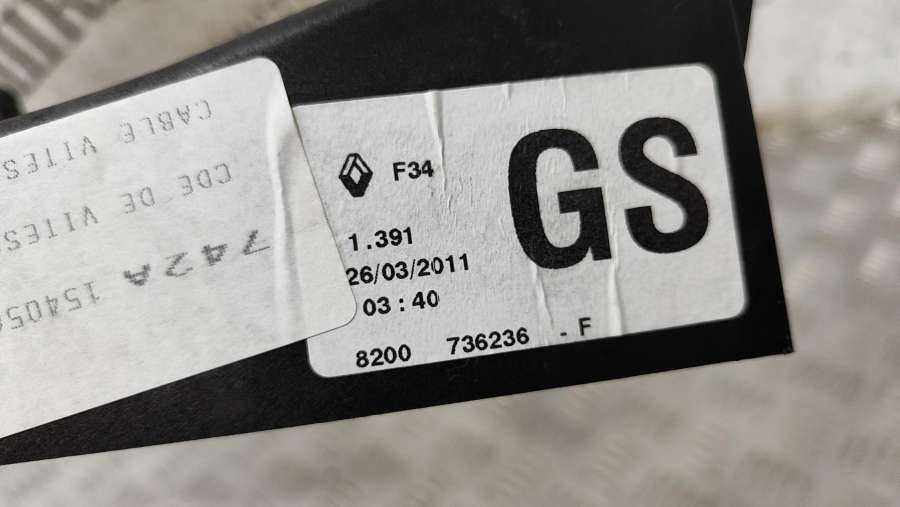 F34
GS
1.391
26/03/2011
03:40
8200 736236 - F
CABLE VITES
CDE DE VITES
742A 15405